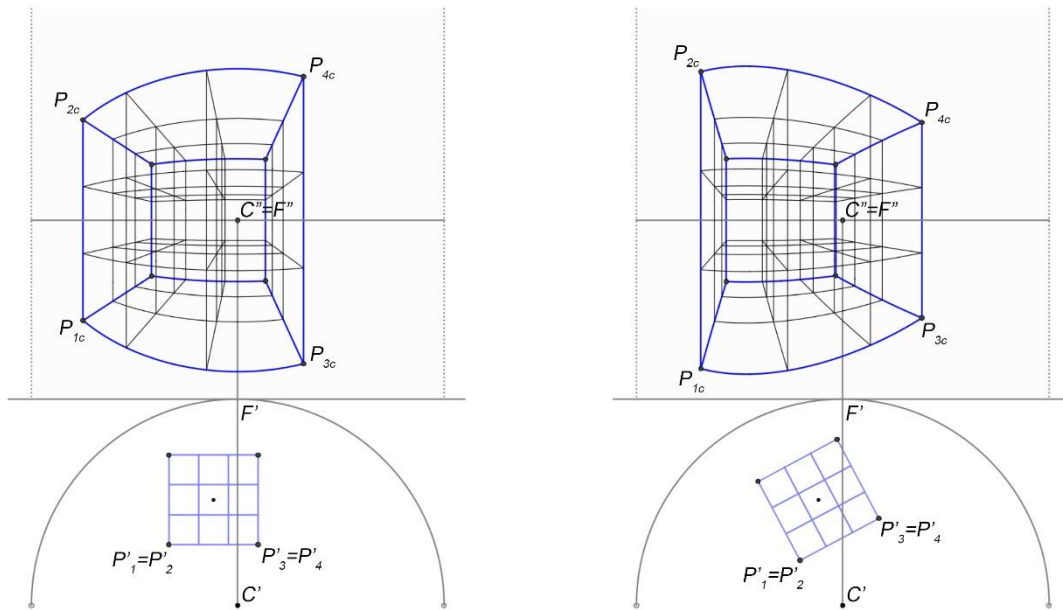 P4c
P2c
C”=F”
P1c
P3c
F’
P’1=P’2
P’3=P’4
C’
P2c
P4c
C”=F”
P3c
P1c
F’
P’3=P’4
P’1=P’2
C’